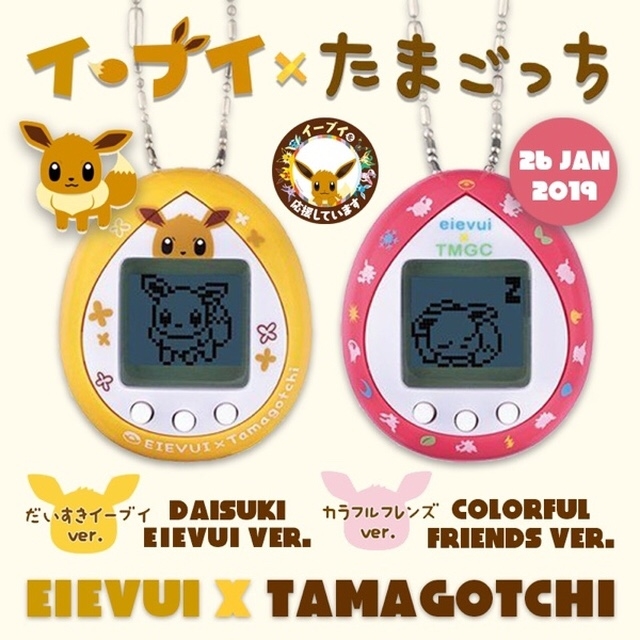 イーブイ×たまごっち
イーブイを
応援しています
26 JAN
2019
eievui
×
TMGC
Z
EIEVUI×Tamagotchi
だいすきイーブイ
ver.
DAISUKI
EIEVUI VER.
カラフルフレンズ
ver.
COLORFUL
FRIENDS VER.
EIEVUI X TAMAGOTCHI